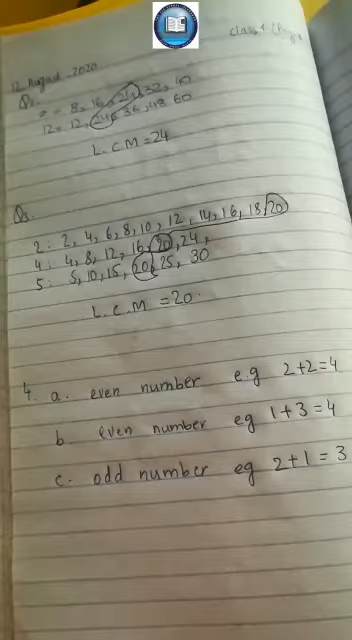 class 4 (
12 August 2020
Q2.
= 8, 16, 24, 32, 40
12 = 12, 24, 36, 48 60
L.C.M = 24
Q3.
2: 2, 4, 6, 8, 10, 12, 14, 16, 18, 20
4: 4, 8, 12, 16, 20, 24,
5: 5, 10, 15, 20, 25, 30
L.C.M = 20.
4. a. even number e.g 2+2=4
b. even number eg 1+3=4
c. odd number eg 2+1=3